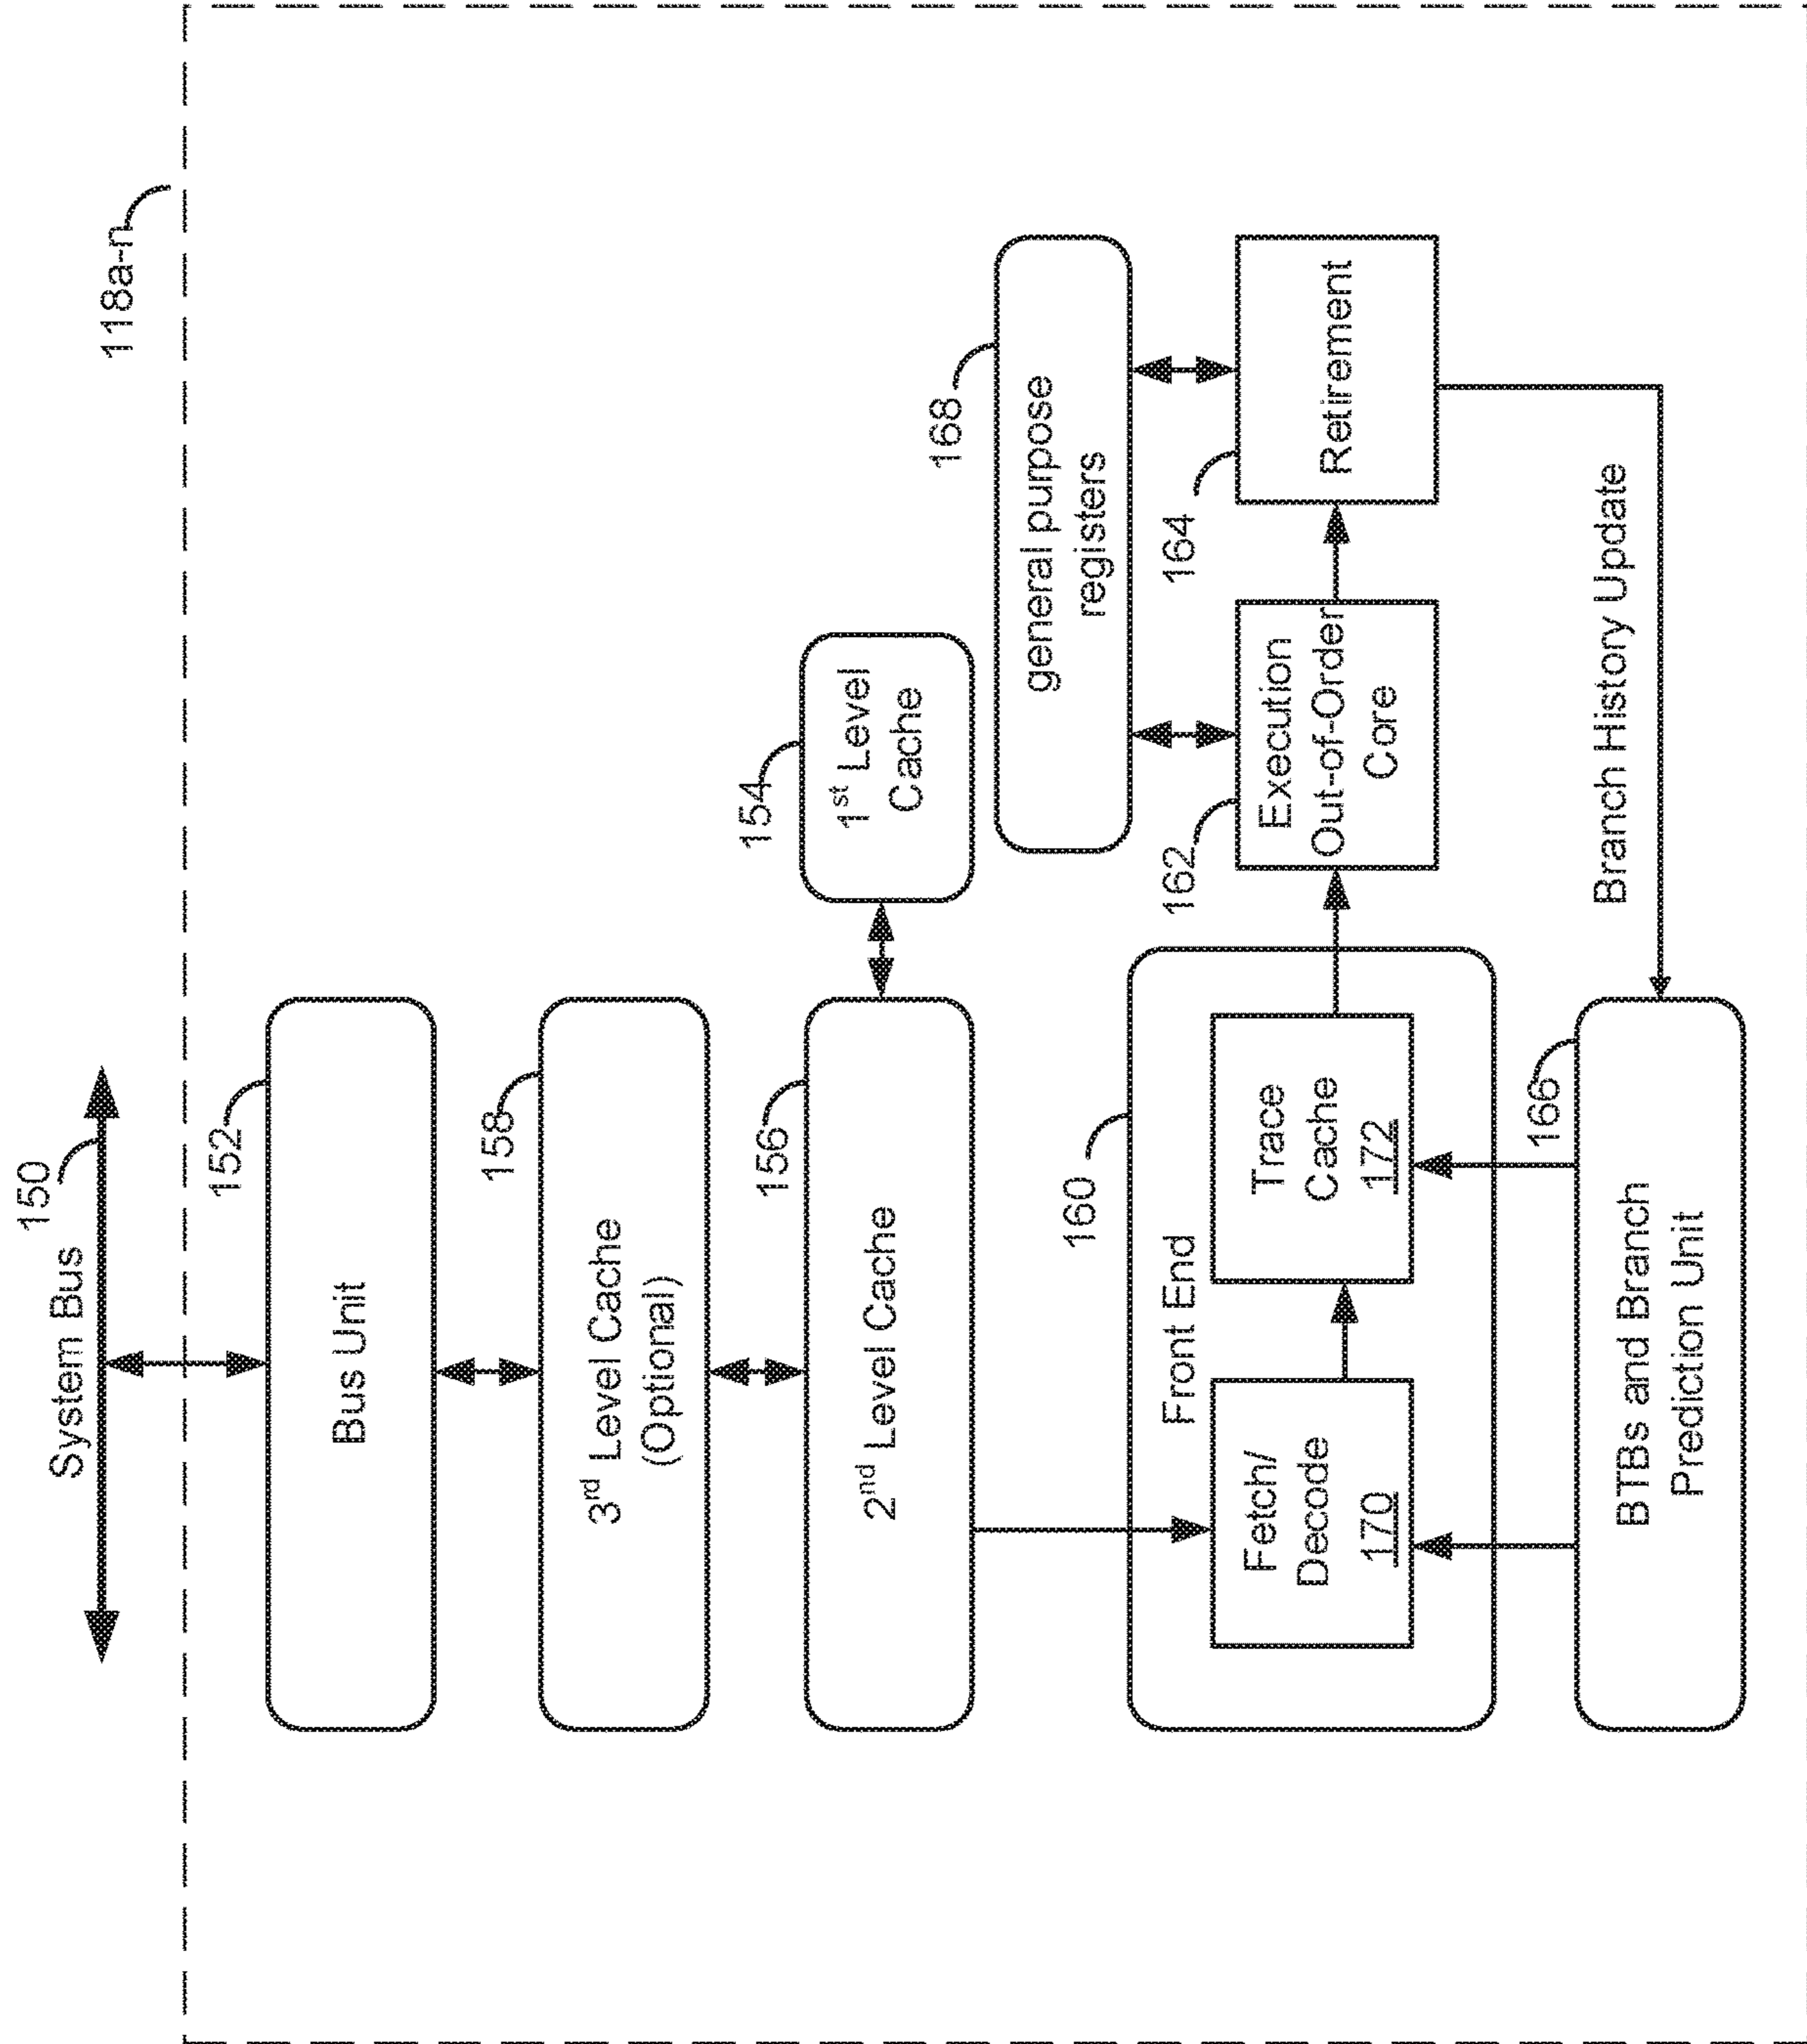 118a-n
150
System Bus
152
Bus Unit
158
3rd Level Cache
(Optional)
156
2nd Level Cache
154
1st Level
Cache
168
general purpose
registers
160
Front End
Fetch/
Decode
170
Trace
Cache
172
162
Execution
Out-of-Order
Core
164
Retirement
Branch History Update
166
BTBs and Branch
Prediction Unit